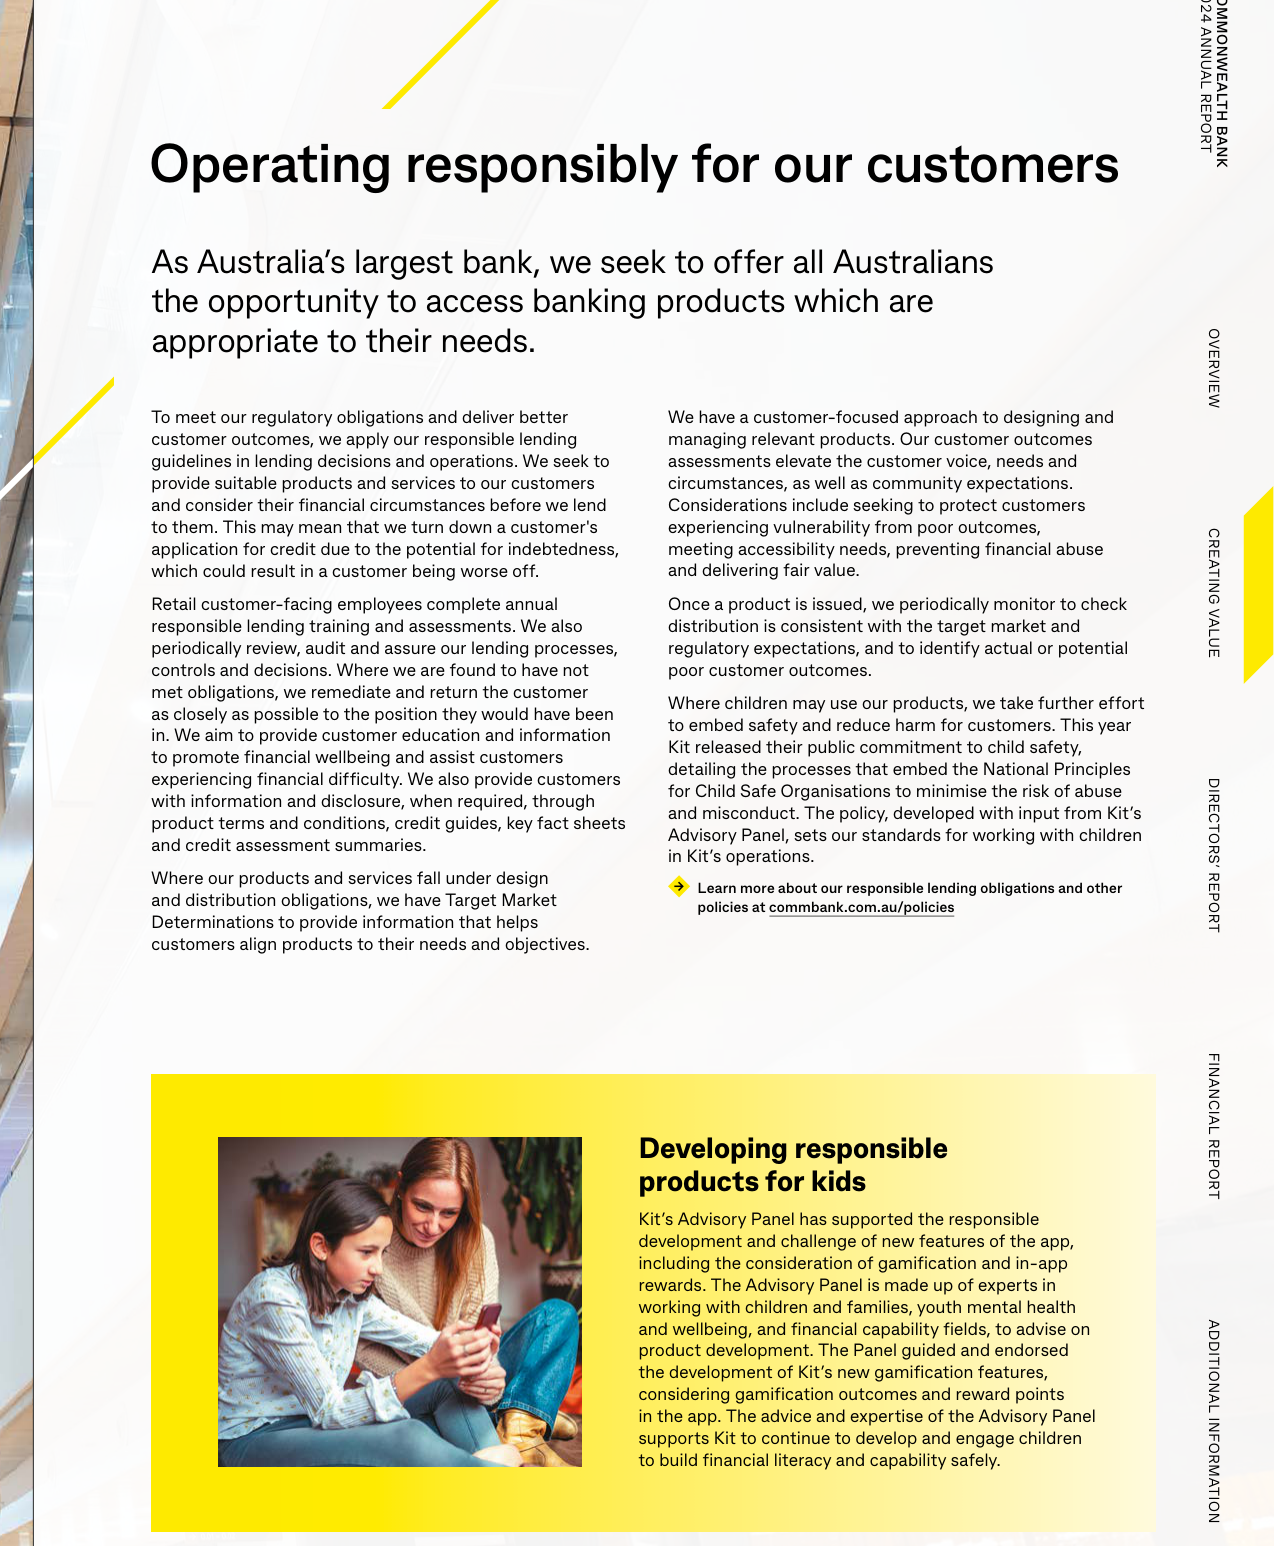 Operating responsibly for our customers
As Australia’s largest bank, we seek to offer all Australians
the opportunity to access banking products which are
appropriate to their needs.
To meet our regulatory obligations and deliver better
customer outcomes, we apply our responsible lending
guidelines in lending decisions and operations. We seek to
provide suitable products and services to our customers
and consider their financial circumstances before we lend
to them. This may mean that we turn down a customer's
application for credit due to the potential for indebtedness,
which could result in a customer being worse off.
Retail customer-facing employees complete annual
responsible lending training and assessments. We also
periodically review, audit and assure our lending processes,
controls and decisions. Where we are found to have not
met obligations, we remediate and return the customer
as closely as possible to the position they would have been
in. We aim to provide customer education and information
to promote financial wellbeing and assist customers
experiencing financial difficulty. We also provide customers
with information and disclosure, when required, through
product terms and conditions, credit guides, key fact sheets
and credit assessment summaries.
Where our products and services fall under design
and distribution obligations, we have Target Market
Determinations to provide information that helps
customers align products to their needs and objectives.
We have a customer-focused approach to designing and
managing relevant products. Our customer outcomes
assessments elevate the customer voice, needs and
circumstances, as well as community expectations.
Considerations include seeking to protect customers
experiencing vulnerability from poor outcomes,
meeting accessibility needs, preventing financial abuse
and delivering fair value.
Once a product is issued, we periodically monitor to check
distribution is consistent with the target market and
regulatory expectations, and to identify actual or potential
poor customer outcomes.
Where children may use our products, we take further effort
to embed safety and reduce harm for customers. This year
Kit released their public commitment to child safety,
detailing the processes that embed the National Principles
for Child Safe Organisations to minimise the risk of abuse
and misconduct. The policy, developed with input from Kit’s
Advisory Panel, sets our standards for working with children
in Kit’s operations.
Learn more about our responsible lending obligations and other
policies at commbank.com.au/policies
Developing responsible
products for kids
Kit’s Advisory Panel has supported the responsible
development and challenge of new features of the app,
including the consideration of gamification and in-app
rewards. The Advisory Panel is made up of experts in
working with children and families, youth mental health
and wellbeing, and financial capability fields, to advise on
product development. The Panel guided and endorsed
the development of Kit’s new gamification features,
considering gamification outcomes and reward points
in the app. The advice and expertise of the Advisory Panel
supports Kit to continue to develop and engage children
to build financial literacy and capability safely.
OMMONWEALTH BANK
024 ANNUAL REPORT
OVERVIEW
CREATING VALUE
DIRECTORS’ REPORT
FINANCIAL REPORT
ADDITIONAL INFORMATION